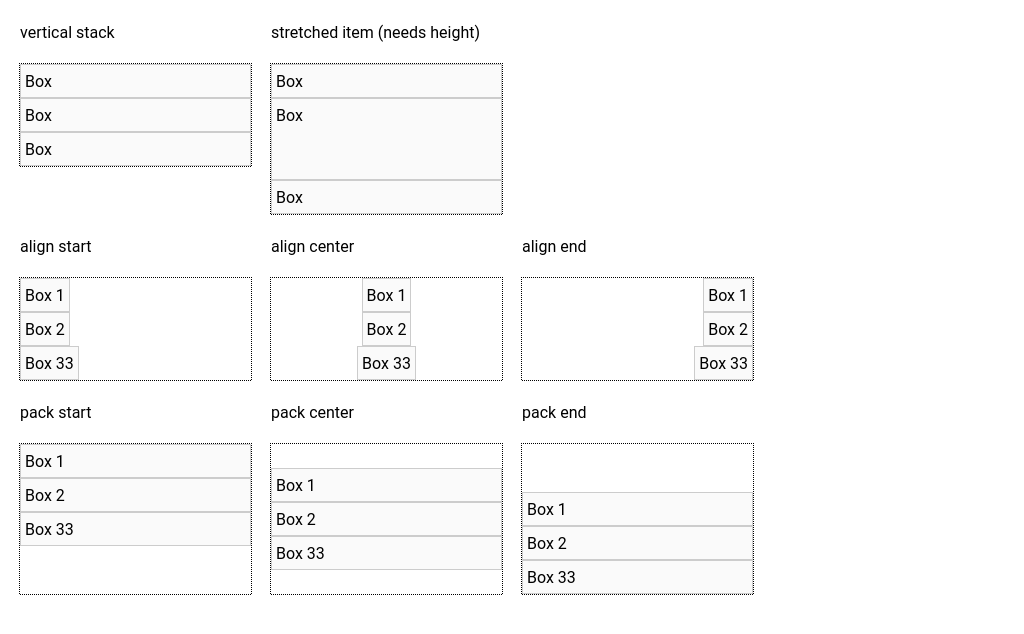 vertical stack
Box
Box
Box
stretched item (needs height)
Box
Box
Box
align start
Box 1
Box 2
Box 33
align center
Box 1
Box 2
Box 33
align end
Box 1
Box 2
Box 33
pack start
Box 1
Box 2
Box 33
pack center
Box 1
Box 2
Box 33
pack end
Box 1
Box 2
Box 33